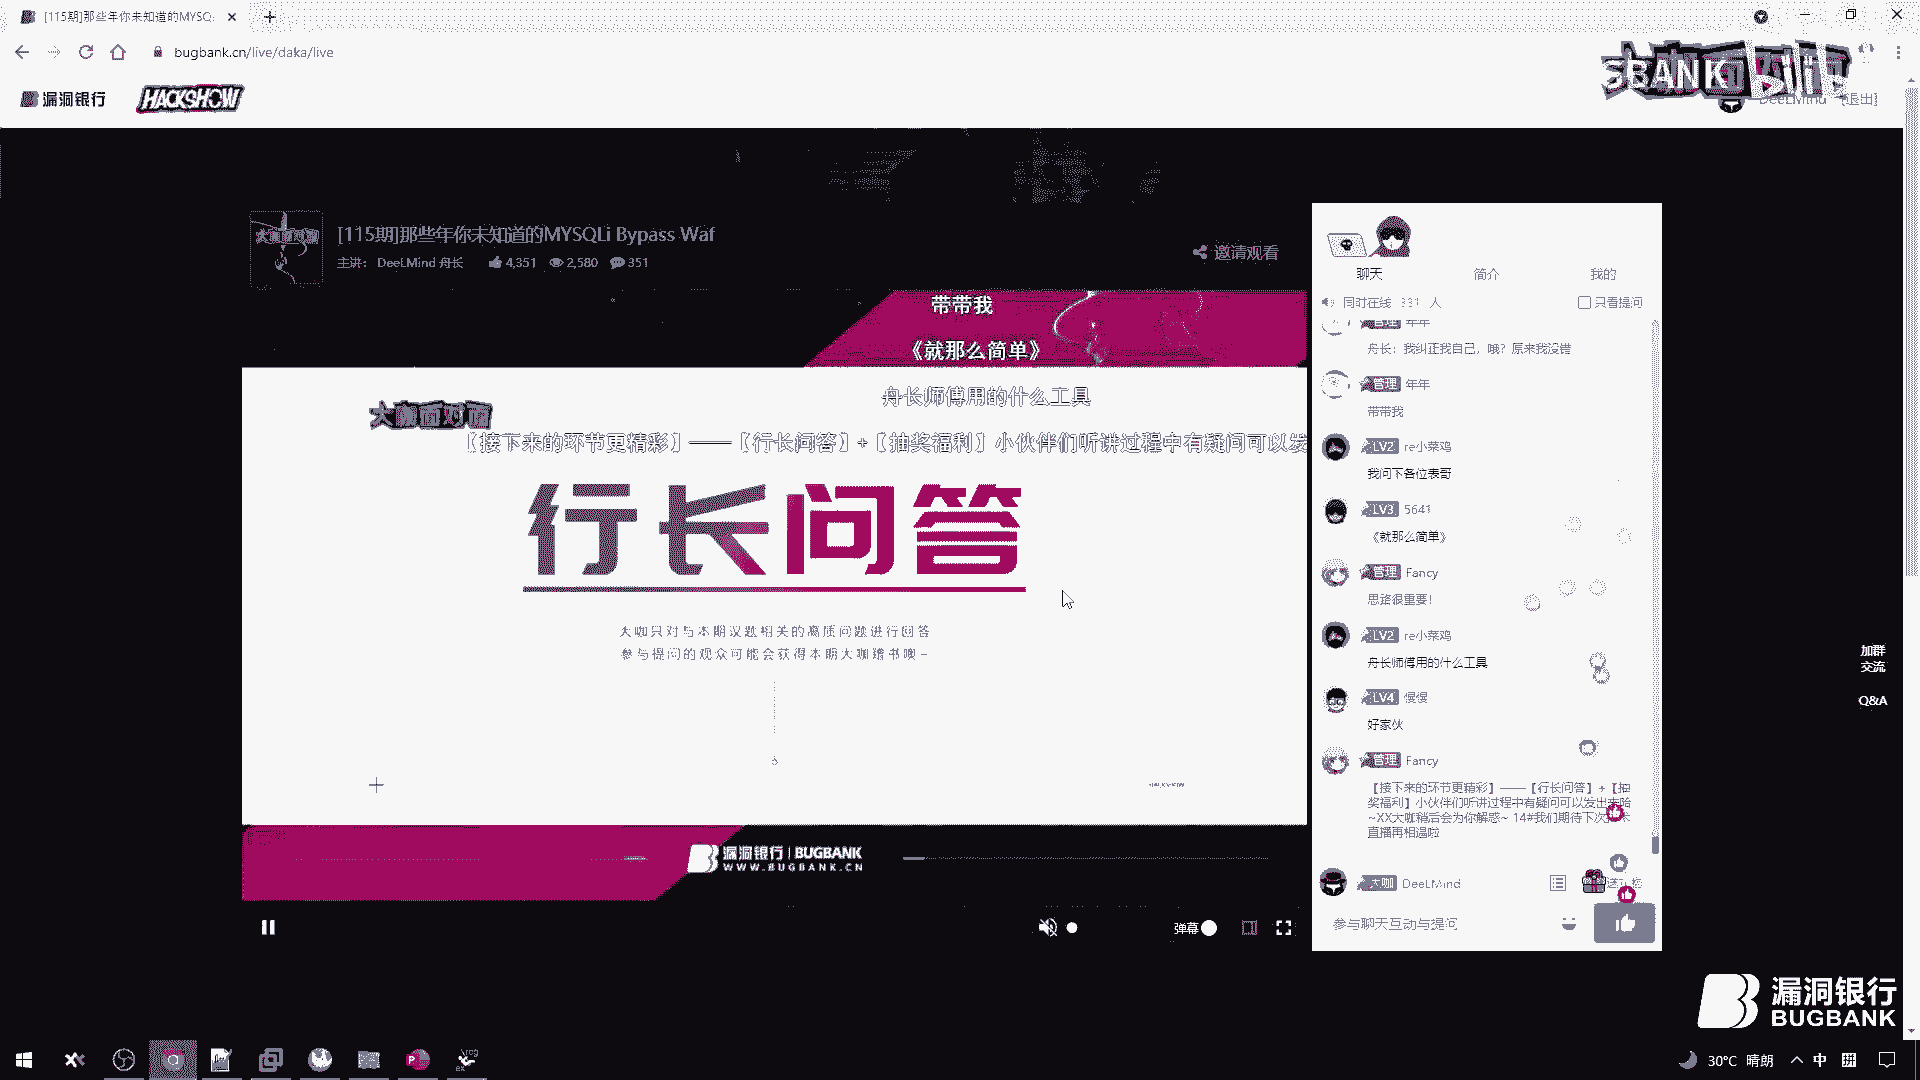 [115期]那些年你未知道的MYSQL
bugbank.cn/live/daka/live
漏洞银行
HACKSHOW
DeeLMind
[退出]
[115期]那些年你未知道的MYSQLi Bypass Waf
主讲： DeeLMind 舟长
4,351
2,580
351
邀请观看
带带我
《就那么简单》
舟长师傅用的什么工具
大咖面对面
【接下来的环节更精彩】——【行长问答】+【抽奖福利】小伙伴们听讲过程中有疑问可以发
行长问答
大咖只对与本期议题相关的高质问题进行回答
参与提问的观众可能会获得本期大咖赠书噢~
漏洞银行 | BUGBANK
WWW.BUGBANK.CN
弹幕
聊天
简介
我的
同时在线 331 人
只看提问
管理 年年
舟长：我纠正我自己，哦？原来我没错
管理 年年
带带我
LV2 re小菜鸡
我问下各位表哥
LV3 5641
《就那么简单》
管理 Fancy
思路很重要！
LV2 re小菜鸡
舟长师傅用的什么工具
LV4 慢慢
好家伙
管理 Fancy
【接下来的环节更精彩】——【行长问答】+【抽
奖福利】小伙伴们听讲过程中有疑问可以发出来哈
~XX大咖稍后会为你解惑~ 14#我们期待下次
直播再相遇啦
大咖 DeeLMind
参与聊天互动与提问
加群
交流
Q&A
漏洞银行
BUGBANK
30°C 晴朗
中
拼